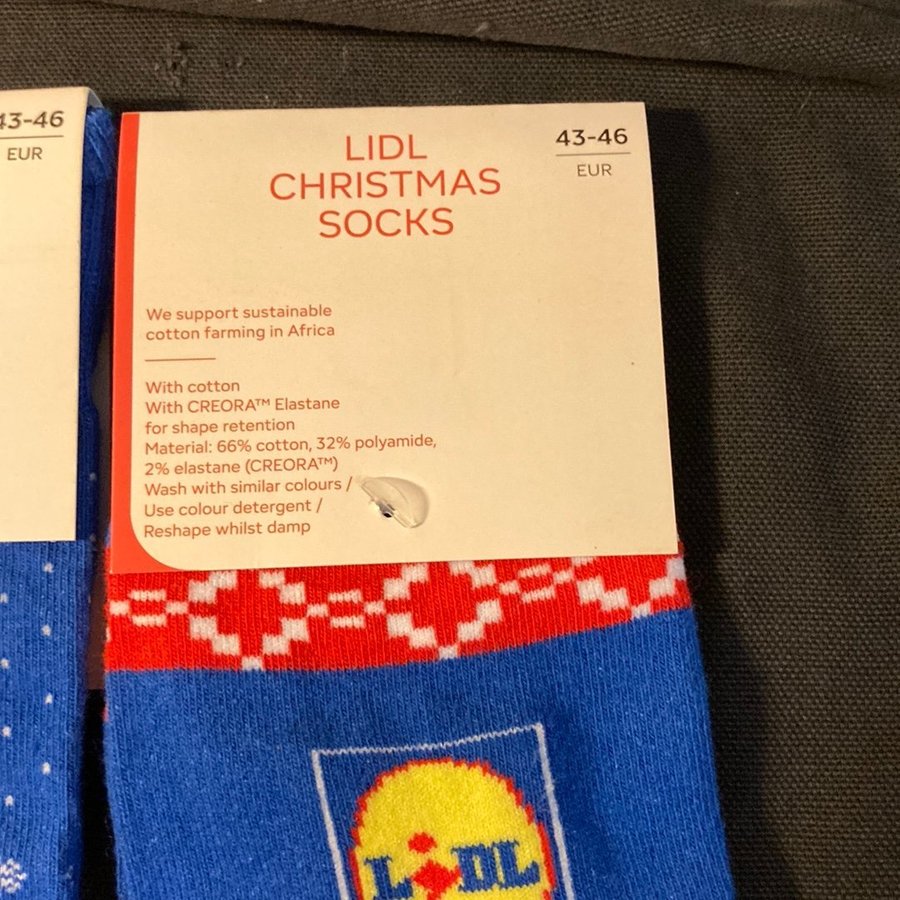 43-46
EUR
LIDL
CHRISTMAS
SOCKS
43-46
EUR
We support sustainable
cotton farming in Africa
With cotton
With CREORA™ Elastane
for shape retention
Material: 66% cotton, 32% polyamide,
2% elastane (CREORA™)
Wash with similar colours /
Use colour detergent /
Reshape whilst damp
LiDL